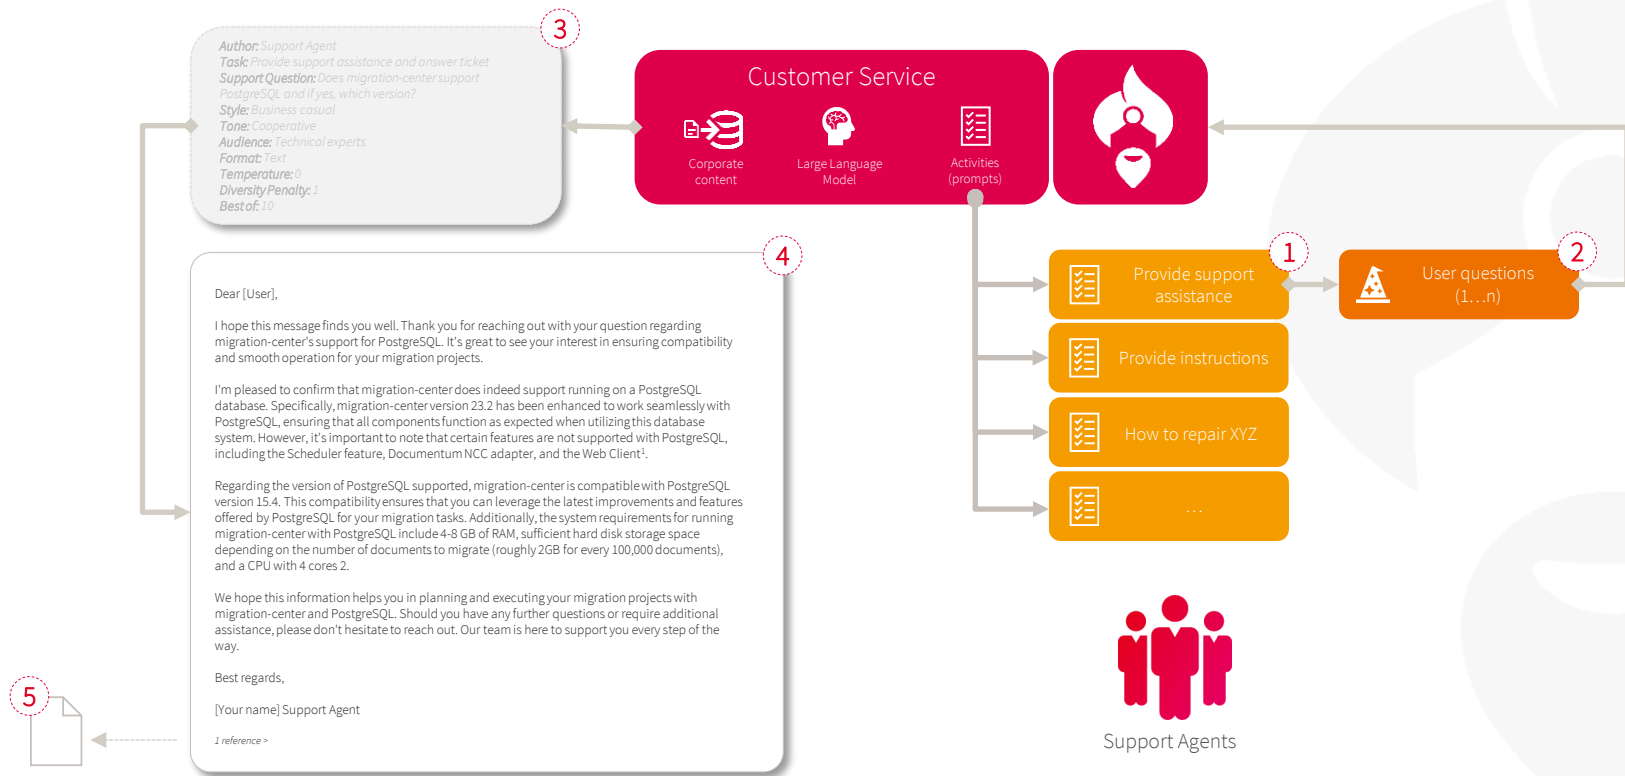 3
Author: Support Agent
Task: Provide support assistance and answer ticket
Support Question: Does migration-center support
PostgreSQL and if yes, which version?
Style: Business casual
Tone: Cooperative
Audience: Technical experts
Format: Text
Temperature: 0
Diversity Penalty: 1
Best of: 10
Customer Service
Corporate
content
Large Language
Model
Activities
(prompts)
1
Provide support
assistance
2
User questions
(1...n)
Provide instructions
How to repair XYZ
...
4
Dear [User],
I hope this message finds you well. Thank you for reaching out with your question regarding
migration-center's support for PostgreSQL. It's great to see your interest in ensuring compatibility
and smooth operation for your migration projects.
I'm pleased to confirm that migration-center does indeed support running on a PostgreSQL
database. Specifically, migration-center version 23.2 has been enhanced to work seamlessly with
PostgreSQL, ensuring that all components function as expected when utilizing this database
system. However, it's important to note that certain features are not supported with PostgreSQL,
including the Scheduler feature, Documentum NCC adapter, and the Web Client¹.
Regarding the version of PostgreSQL supported, migration-center is compatible with PostgreSQL
version 15.4. This compatibility ensures that you can leverage the latest improvements and features
offered by PostgreSQL for your migration tasks. Additionally, the system requirements for running
migration-center with PostgreSQL include 4-8 GB of RAM, sufficient hard disk storage space
depending on the number of documents to migrate (roughly 2GB for every 100,000 documents),
and a CPU with 4 cores 2.
We hope this information helps you in planning and executing your migration projects with
migration-center and PostgreSQL. Should you have any further questions or require additional
assistance, please don't hesitate to reach out. Our team is here to support you every step of the
way.
Best regards,
[Your name] Support Agent
1 reference >
5
Support Agents